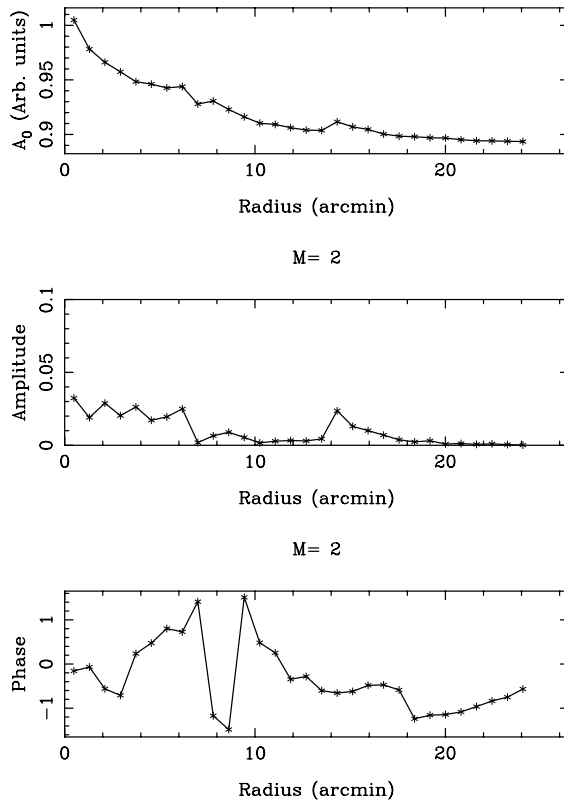 1
0.95
0.9
A₀ (Arb. units)
0 10 20
Radius (arcmin)
M= 2
0.1
0.05
0
Amplitude
0 10 20
Radius (arcmin)
M= 2
1
0
−1
Phase
0 10 20
Radius (arcmin)